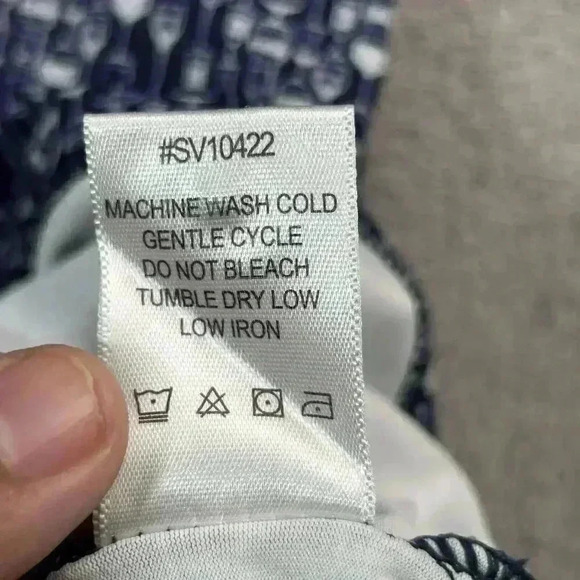 #SV10422
MACHINE WASH COLD
GENTLE CYCLE
DO NOT BLEACH
TUMBLE DRY LOW
LOW IRON